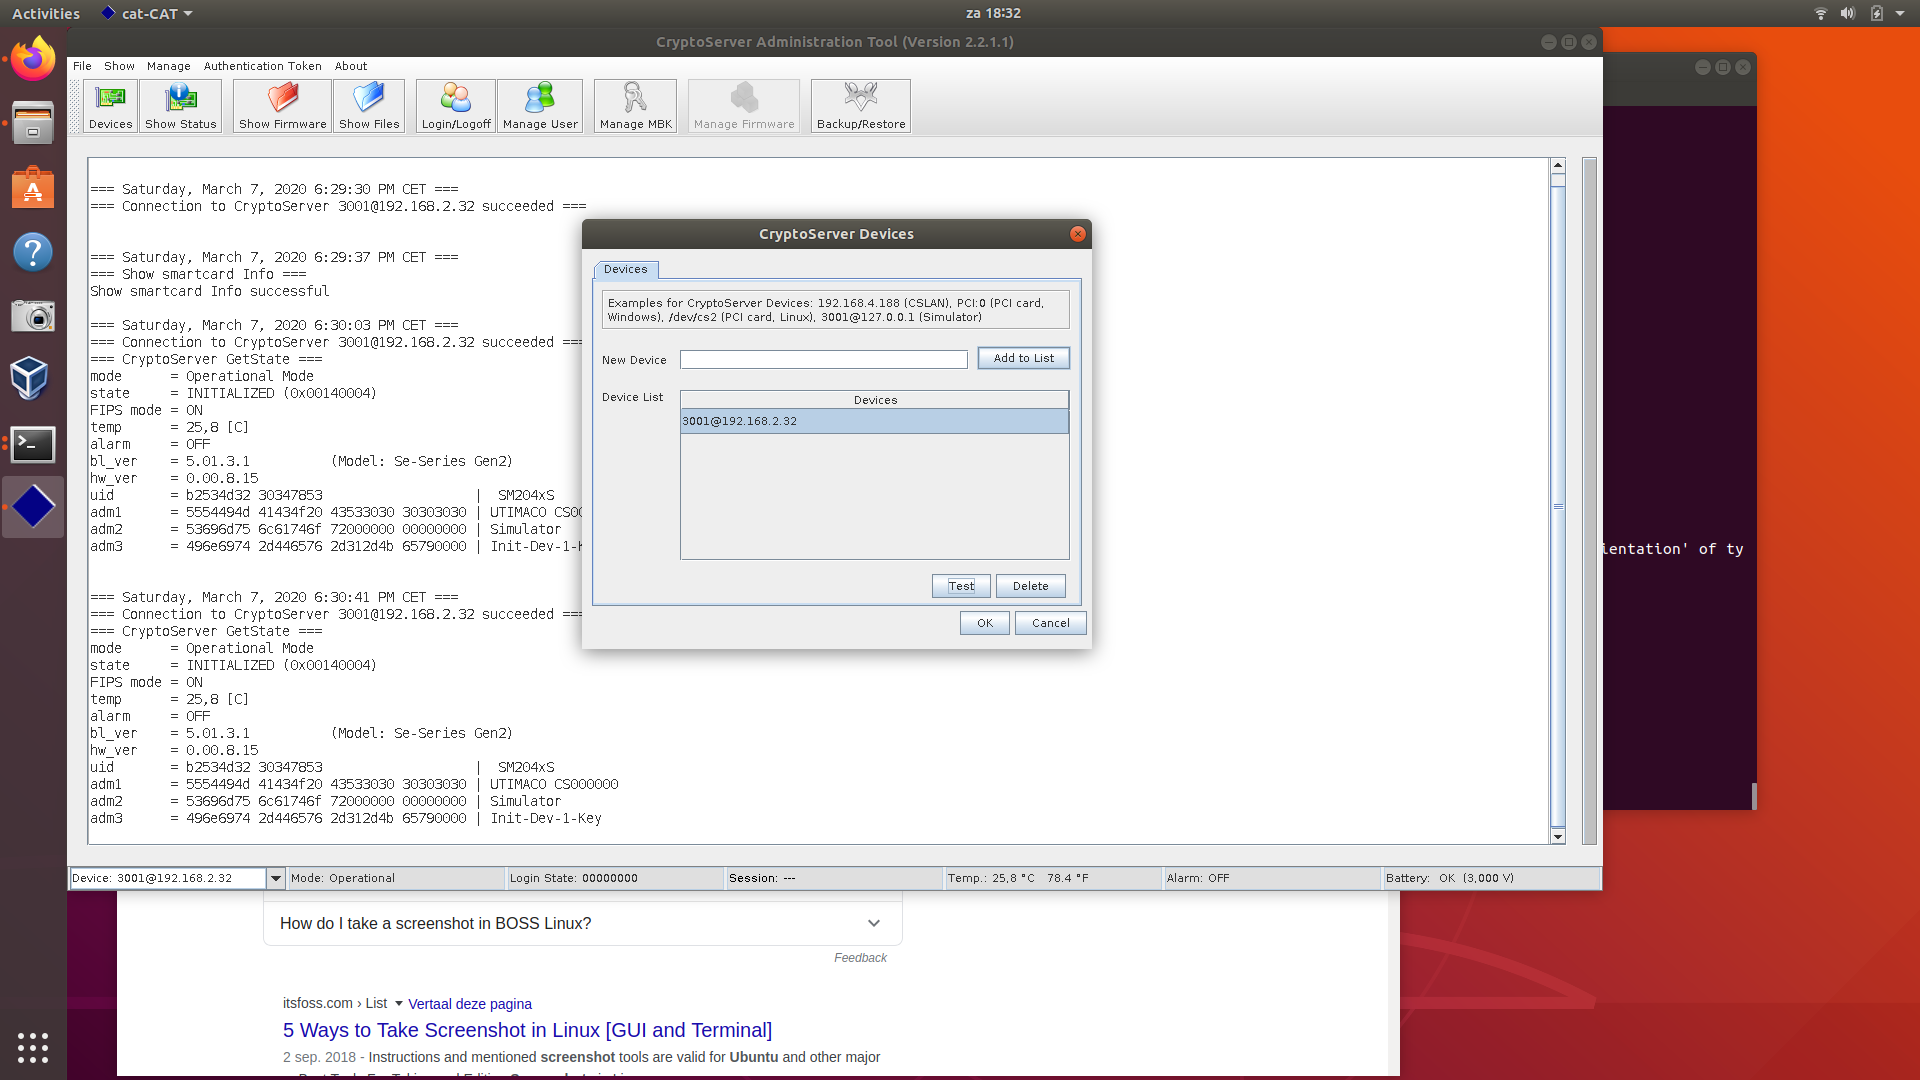 Activities
cat-CAT
za 18:32
CryptoServer Administration Tool (Version 2.2.1.1)
File Show Manage Authentication Token About
Devices
Show Status
Show Firmware
Show Files
Login/Logoff
Manage User
Manage MBK
Manage Firmware
Backup/Restore
=== Saturday, March 7, 2020 6:29:30 PM CET ===
=== Connection to CryptoServer 3001@192.168.2.32 succeeded ===
=== Saturday, March 7, 2020 6:29:37 PM CET ===
=== Show smartcard Info ===
Show smartcard Info successful
=== Saturday, March 7, 2020 6:30:03 PM CET ===
=== Connection to CryptoServer 3001@192.168.2.32 succeeded ===
=== CryptoServer GetState ===
mode = Operational Mode
state = INITIALIZED (0x00140004)
FIPS mode = ON
temp = 25,8 [C]
alarm = OFF
bl_ver = 5.01.3.1 (Model: Se-Series Gen2)
hw_ver = 0.00.8.15
uid = b2534d32 30347853 | SM204xS
adm1 = 5554494d 41434f20 43533030 30303030 | UTIMACO CS00
adm2 = 53696d75 6c61746f 72000000 00000000 | Simulator
adm3 = 496e6974 2d446576 2d312d4b 65790000 | Init-Dev-1-K
=== Saturday, March 7, 2020 6:30:41 PM CET ===
=== Connection to CryptoServer 3001@192.168.2.32 succeeded ===
=== CryptoServer GetState ===
mode = Operational Mode
state = INITIALIZED (0x00140004)
FIPS mode = ON
temp = 25,8 [C]
alarm = OFF
bl_ver = 5.01.3.1 (Model: Se-Series Gen2)
hw_ver = 0.00.8.15
uid = b2534d32 30347853 | SM204xS
adm1 = 5554494d 41434f20 43533030 30303030 | UTIMACO CS000000
adm2 = 53696d75 6c61746f 72000000 00000000 | Simulator
adm3 = 496e6974 2d446576 2d312d4b 65790000 | Init-Dev-1-Key
CryptoServer Devices
Devices
Examples for CryptoServer Devices: 192.168.4.188 (CSLAN), PCI:0 (PCI card,
Windows), /dev/cs2 (PCI card, Linux), 3001@127.0.0.1 (Simulator)
New Device
Add to List
Device List
Devices
3001@192.168.2.32
Test
Delete
OK
Cancel
ientation' of ty
Device: 3001@192.168.2.32
Mode: Operational
Login State: 00000000
Session: ---
Temp.: 25,8 °C 78.4 °F
Alarm: OFF
Battery: OK (3,000 V)
How do I take a screenshot in BOSS Linux?
Feedback
itsfoss.com › List Vertaal deze pagina
5 Ways to Take Screenshot in Linux [GUI and Terminal]
2 sep. 2018 - Instructions and mentioned screenshot tools are valid for Ubuntu and other major